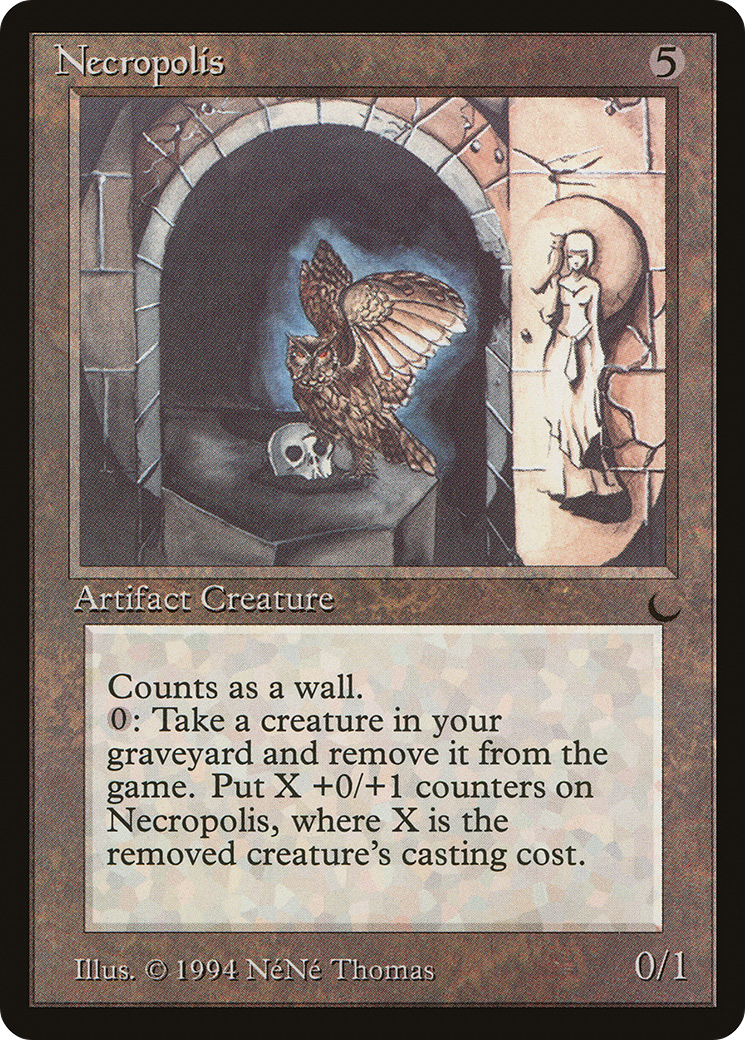 Necropolis
5
Artifact Creature
Counts as a wall.
0: Take a creature in your
graveyard and remove it from the
game. Put X +0/+1 counters on
Necropolis, where X is the
removed creature's casting cost.
Illus. © 1994 NéNé Thomas
0/1